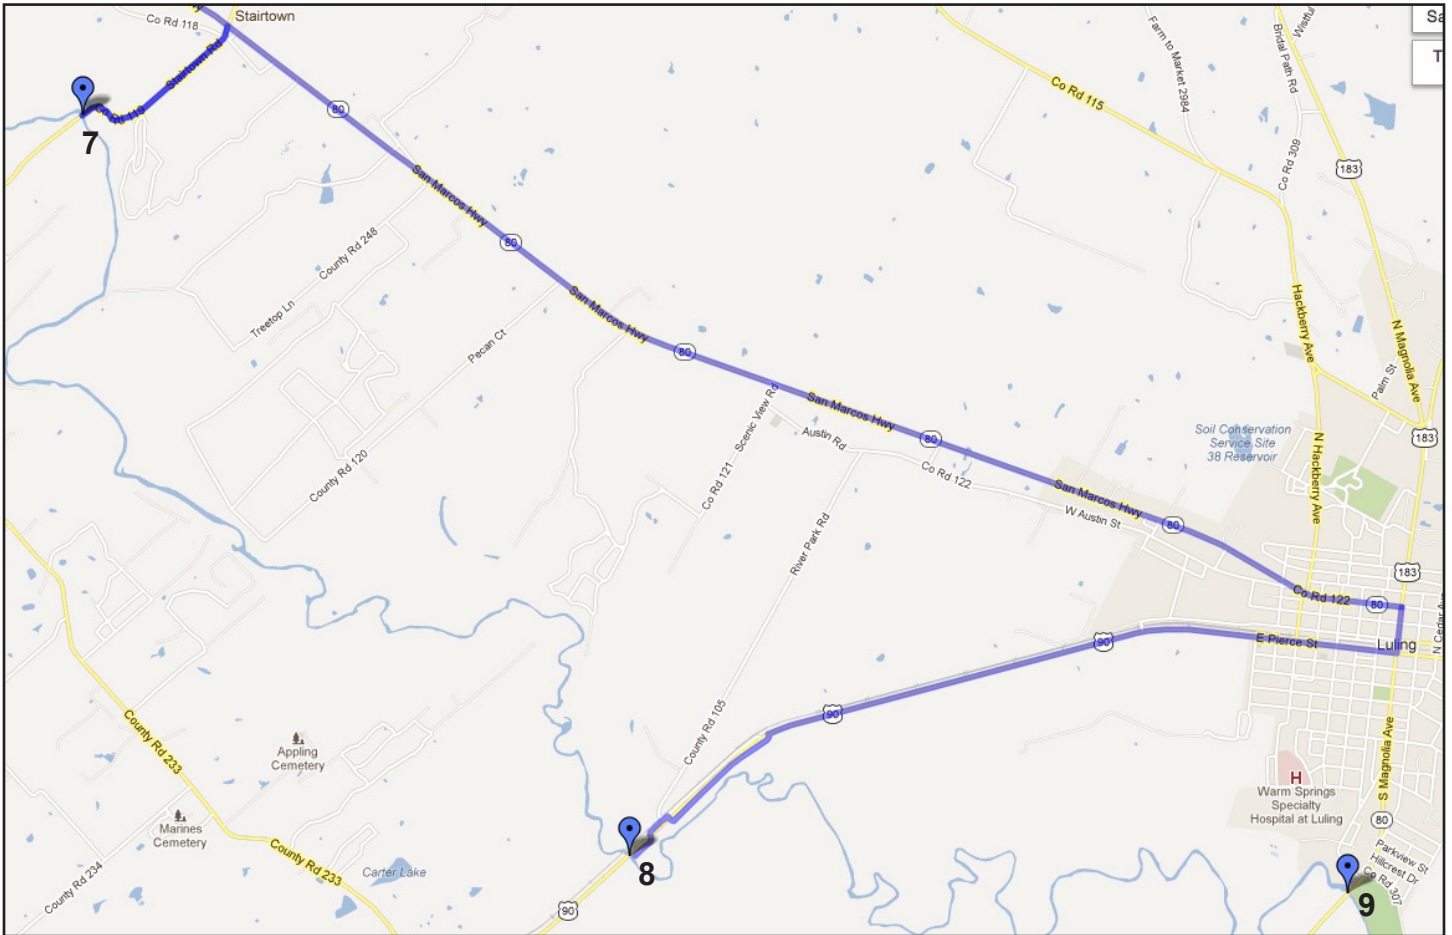 Stairtown
Co Rd 118
Sa
T
Stairtown Rd
Co Rd 119
7
80
San Marcos Hwy
80
San Marcos Hwy
80
San Marcos Hwy
80
San Marcos Hwy
80
Co Rd 122
80
Co Rd 115
Farm to Market 2984
Bridal Path Rd
Wistful
Co Rd 309
183
Hackberry Ave
N Magnolia Ave
Palm St
183
N Hackberry Ave
Soil Conservation
Service Site
38 Reservoir
County Rd 248
Treetop Ln
Pecan Ct
County Rd 120
Co Rd 121
Scenic View Rd
Austin Rd
Co Rd 122
W Austin St
River Park Rd
County Rd 105
183
N Cedar Ave
E Pierce St
Luling
90
90
90
S Magnolia Ave
80
H
Warm Springs
Specialty
Hospital at Luling
Parkview St
Hillcrest Dr
Co Rd 307
9
8
County Rd 233
Appling
Cemetery
Marines
Cemetery
County Rd 233
Carter Lake
County Rd 234